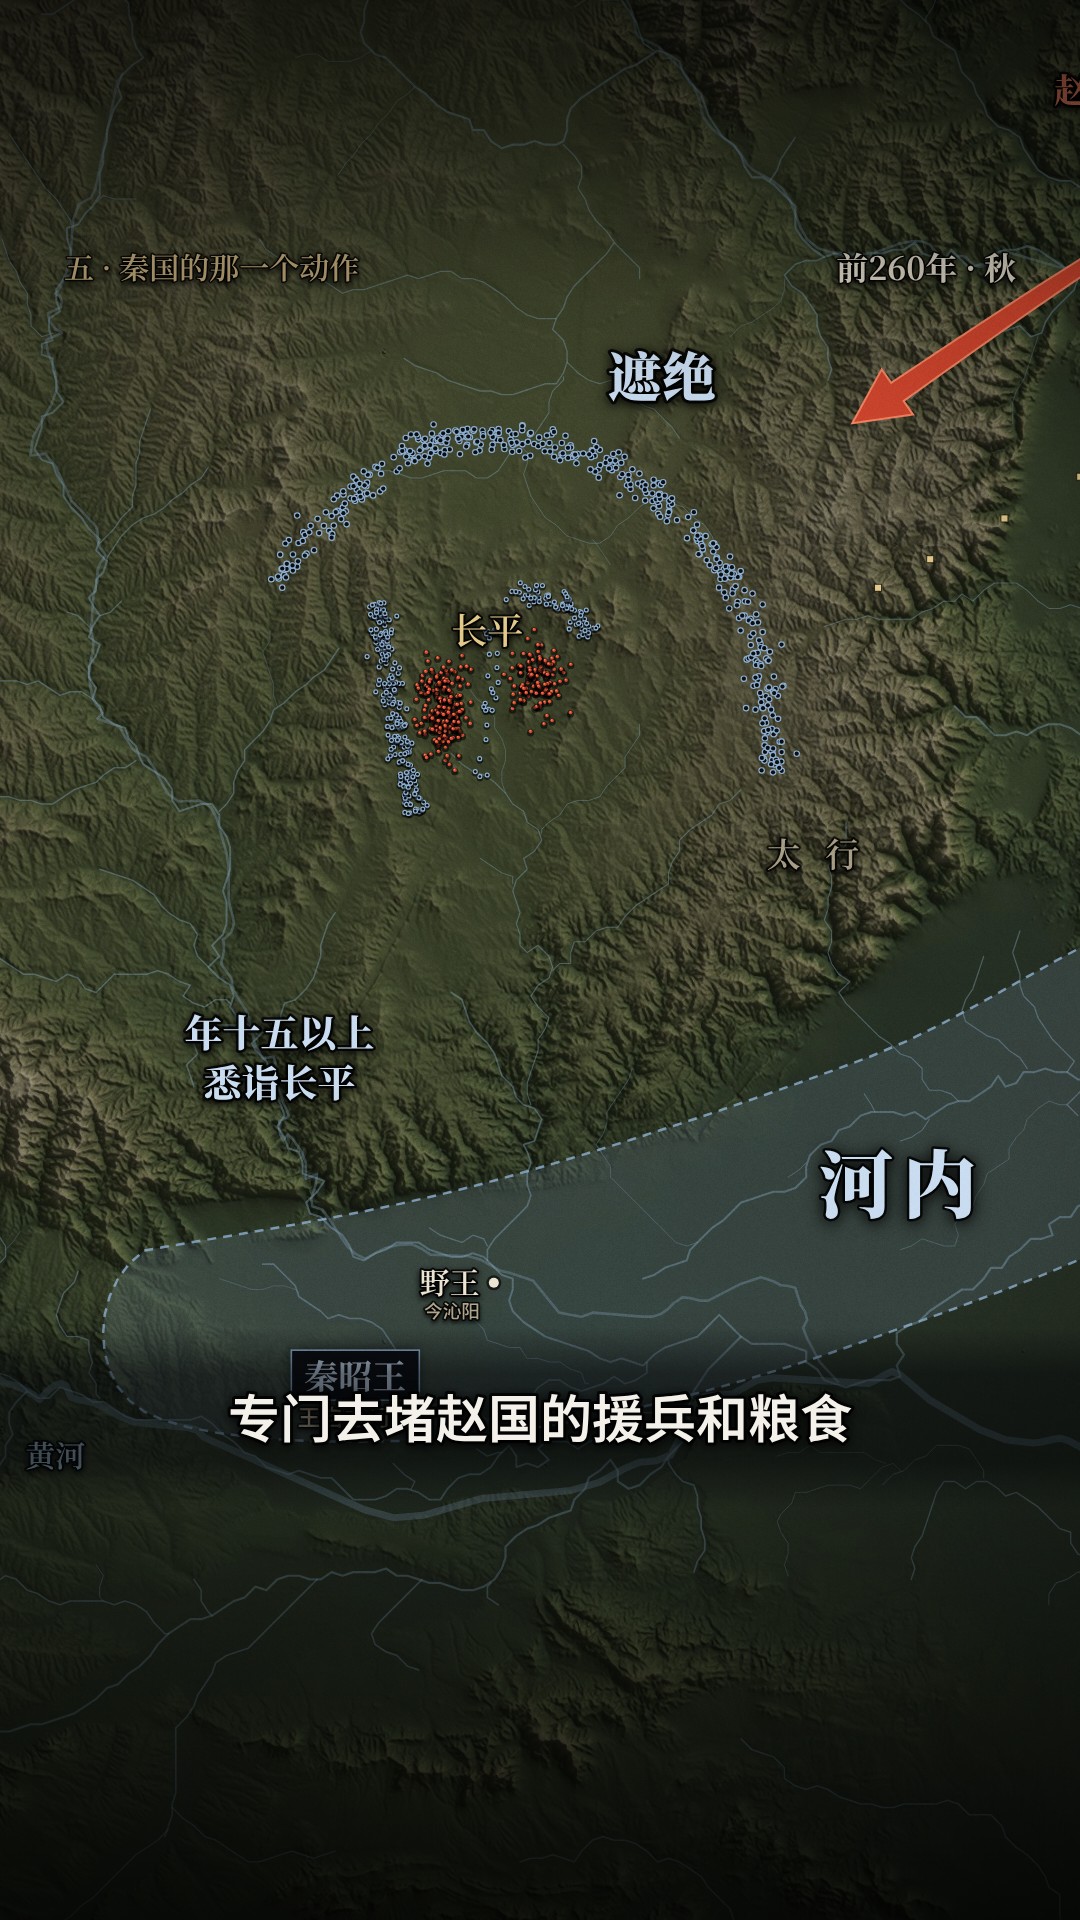 赵
五 · 秦国的那一个动作
前260年 · 秋
遮绝
长平
太 行
年十五以上
悉诣长平
河内
野王
今沁阳
秦昭王
王
专门去堵赵国的援兵和粮食
黄河